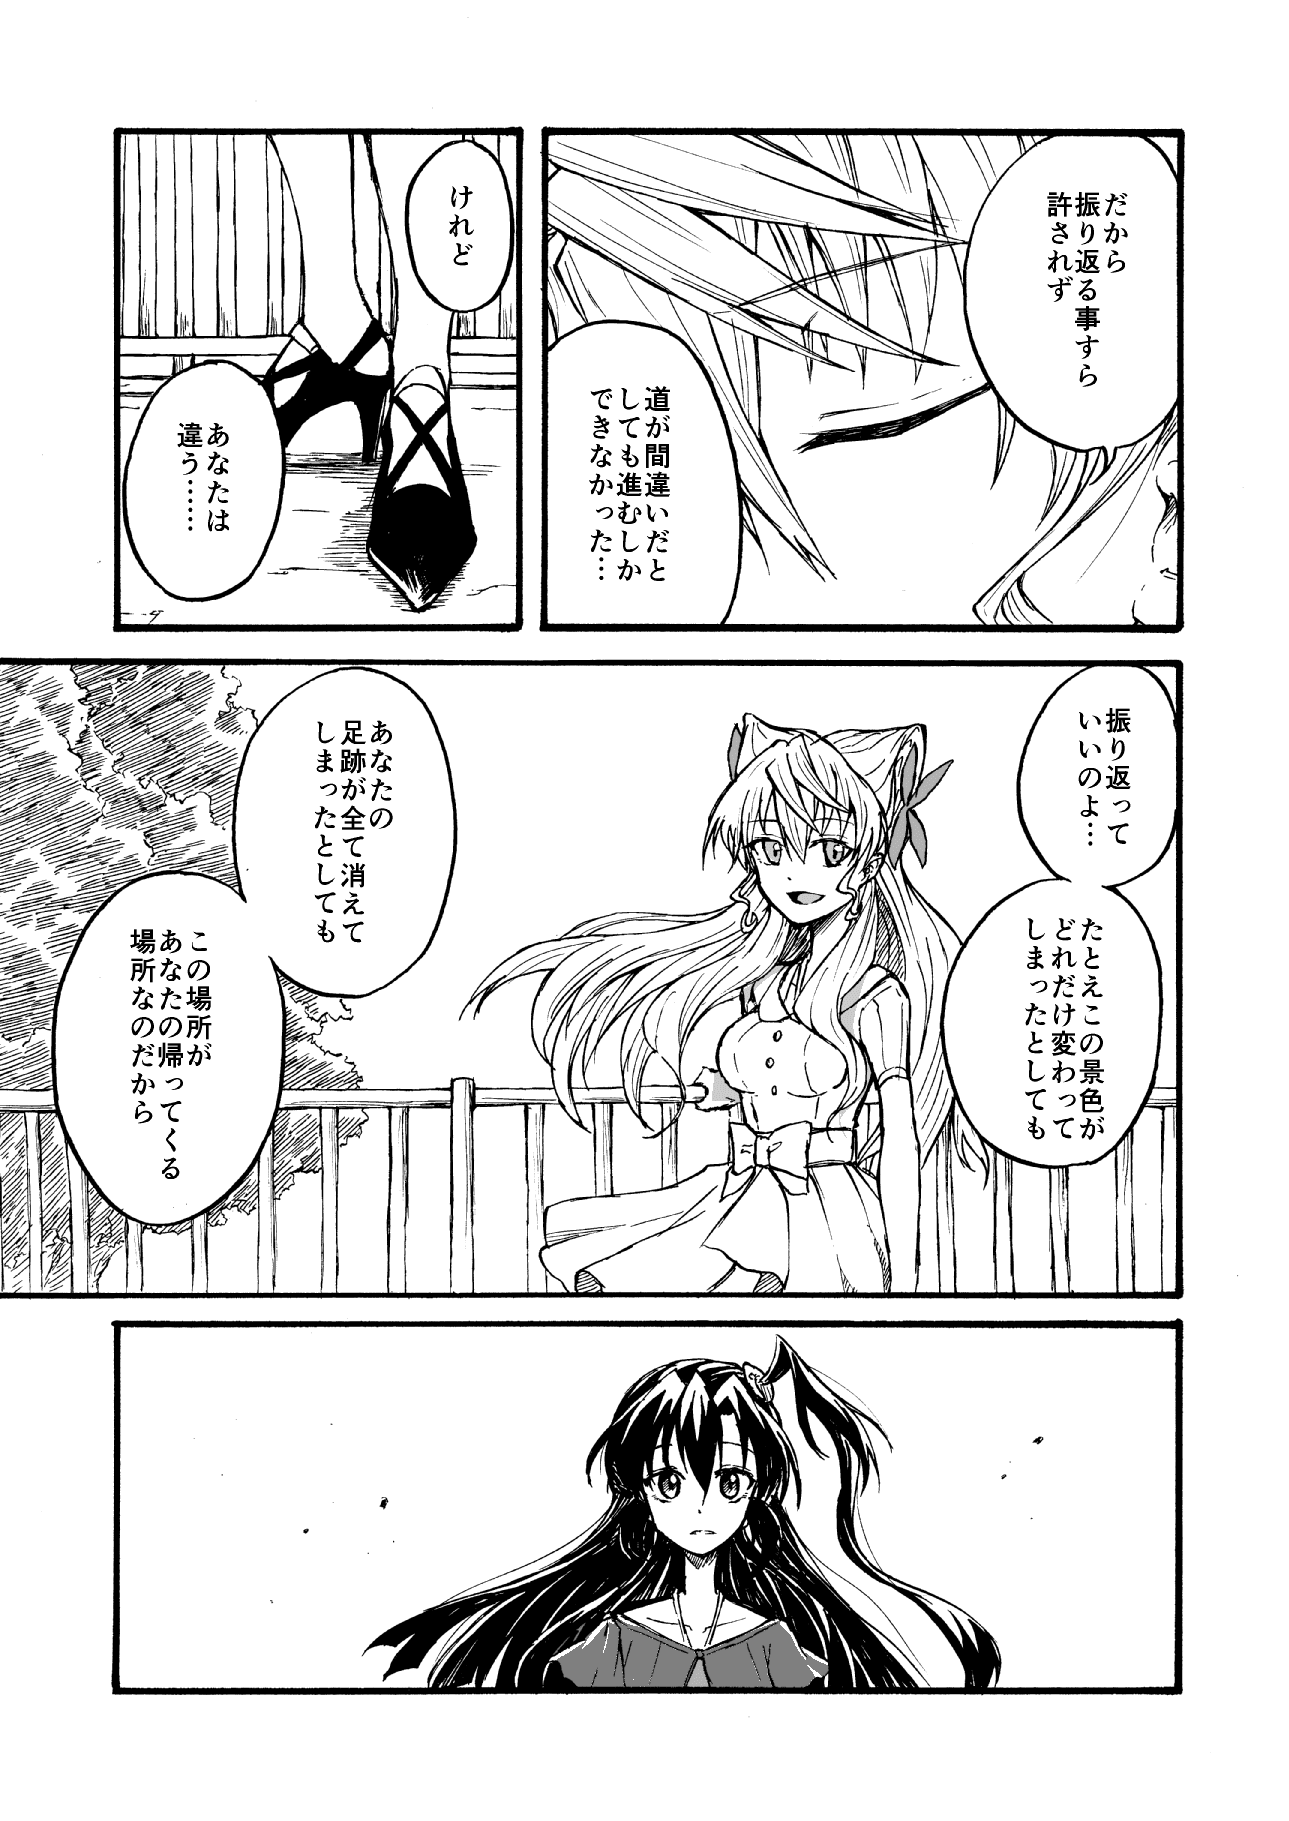 だから
振り返る事すら
許されず
道が間違いだと
しても進むしか
できなかった…
けれど
あなたは
違う……
振り返って
いいのよ…
たとえこの景色が
どれだけ変わって
しまったとしても
あなたの
足跡が全て消えて
しまったとしても
この場所が
あなたの帰ってくる
場所なのだから